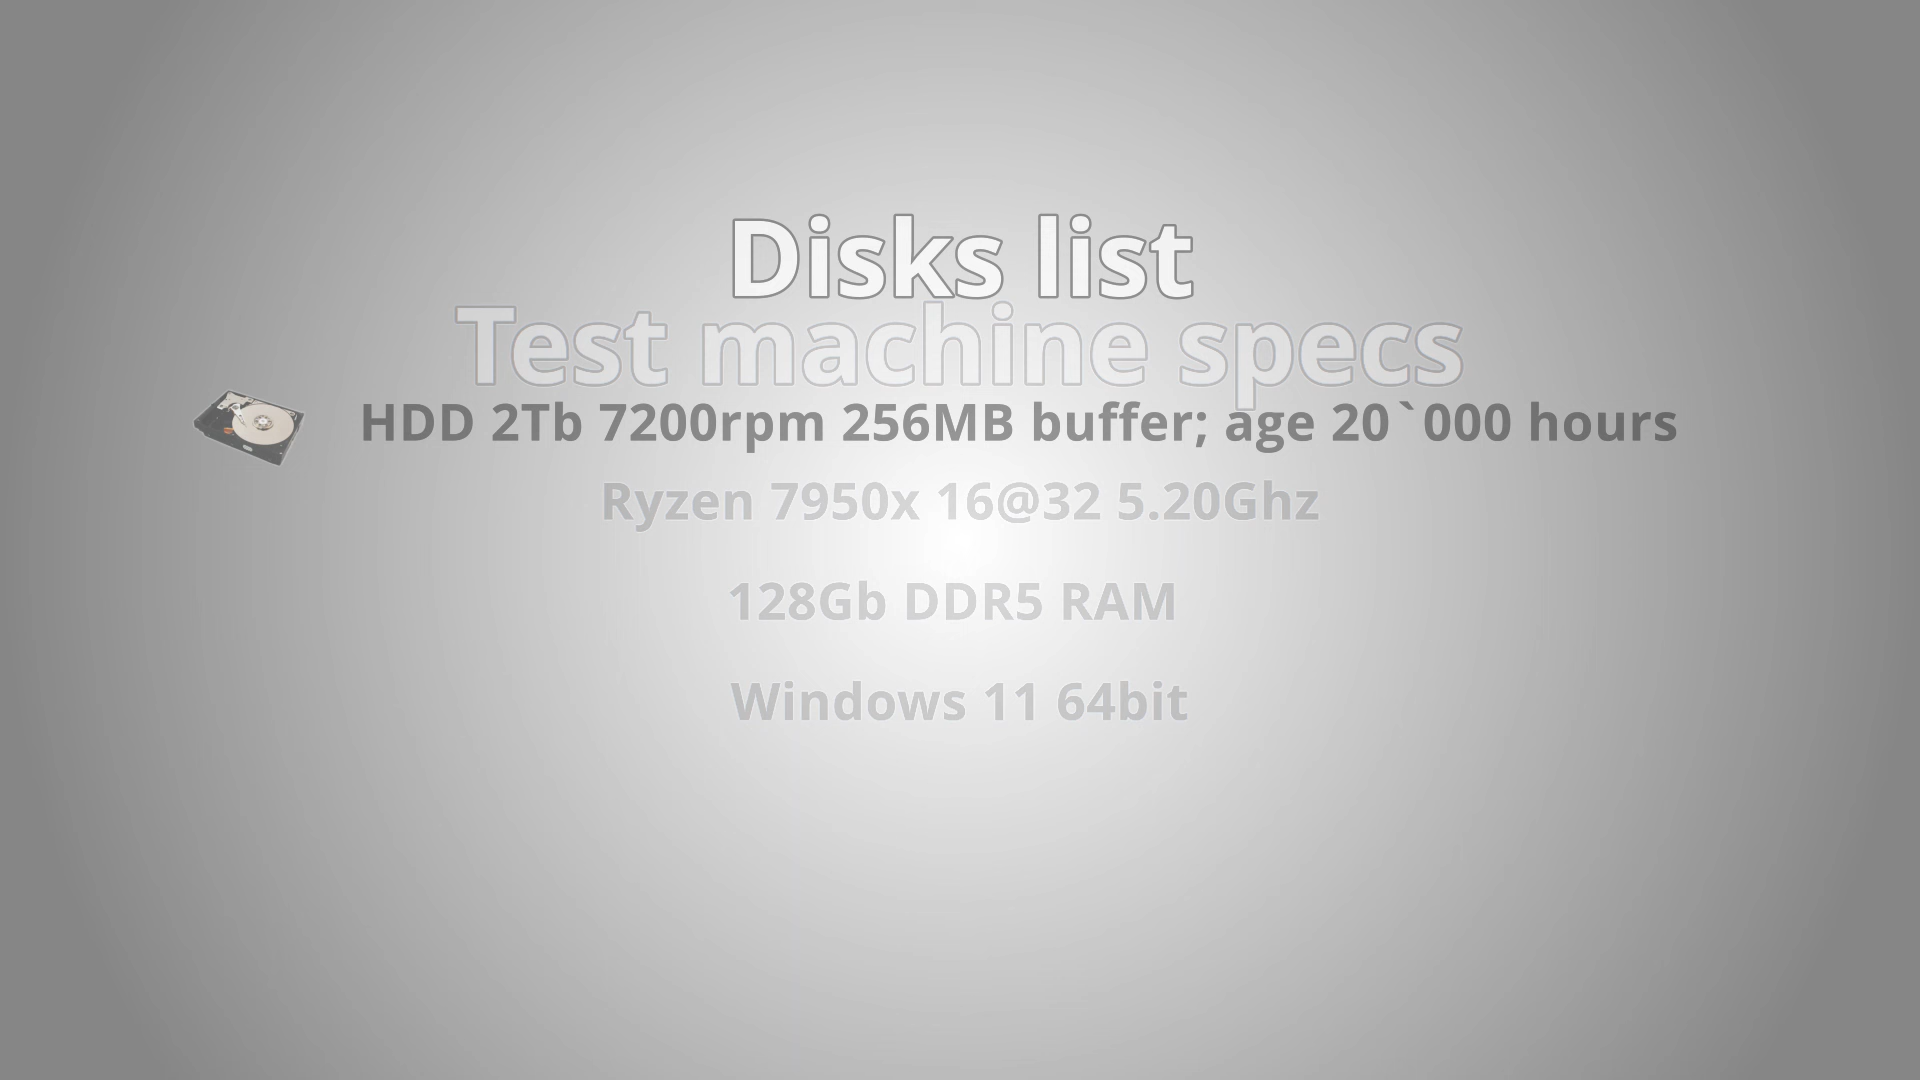 Disks list
Test machine specs
HDD 2Tb 7200rpm 256MB buffer; age 20`000 hours
Ryzen 7950x 16@32 5.20Ghz
128Gb DDR5 RAM
Windows 11 64bit